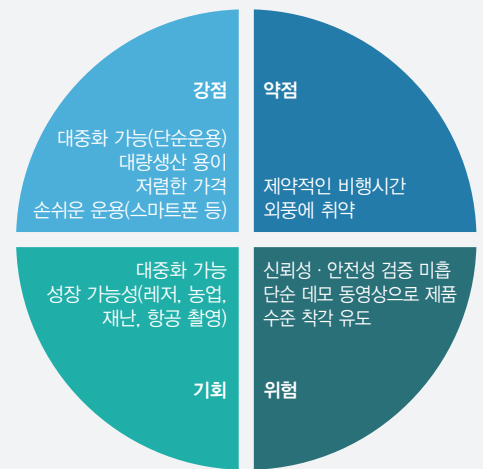 강점
대중화 가능(단순운용)
대량생산 용이
저렴한 가격
손쉬운 운용(스마트폰 등)
약점
제약적인 비행시간
외풍에 취약
대중화 가능
성장 가능성(레저, 농업,
재난, 항공 촬영)
기회
신뢰성 · 안전성 검증 미흡
단순 데모 동영상으로 제품
수준 착각 유도
위험